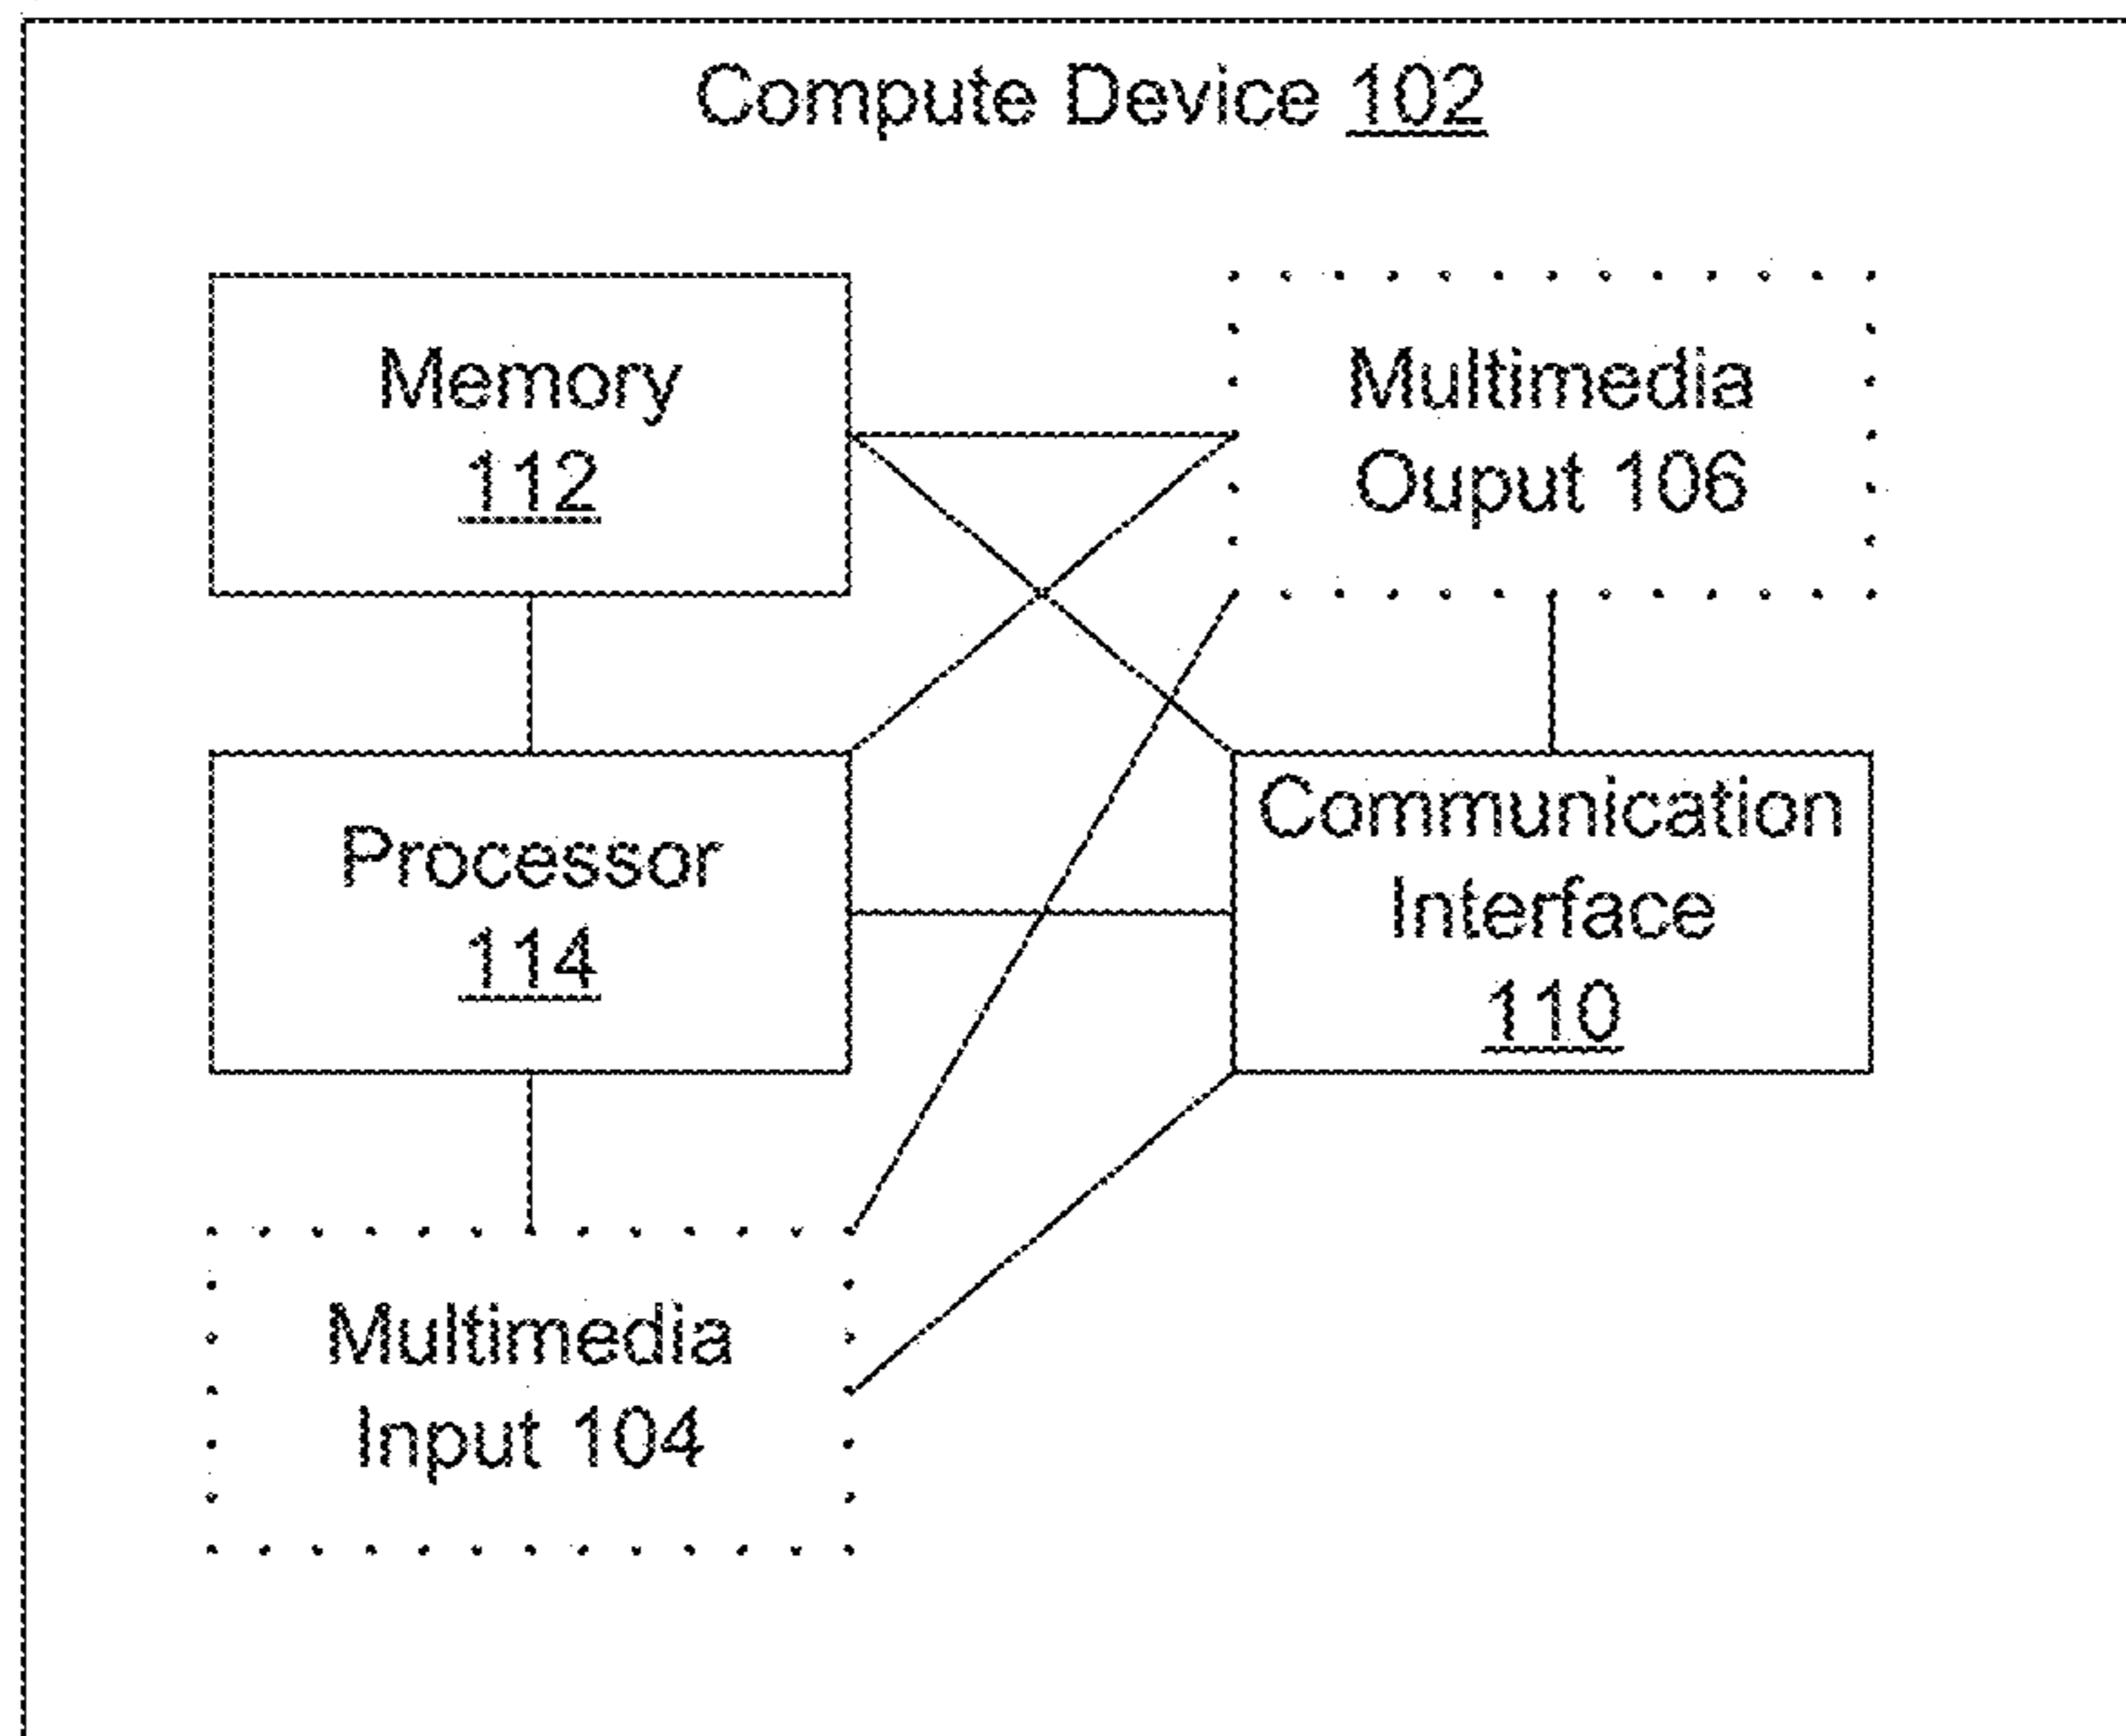 Compute Device 102
Memory
112
Multimedia
Ouput 106
Processor
114
Communication
Interface
110
Multimedia
Input 104